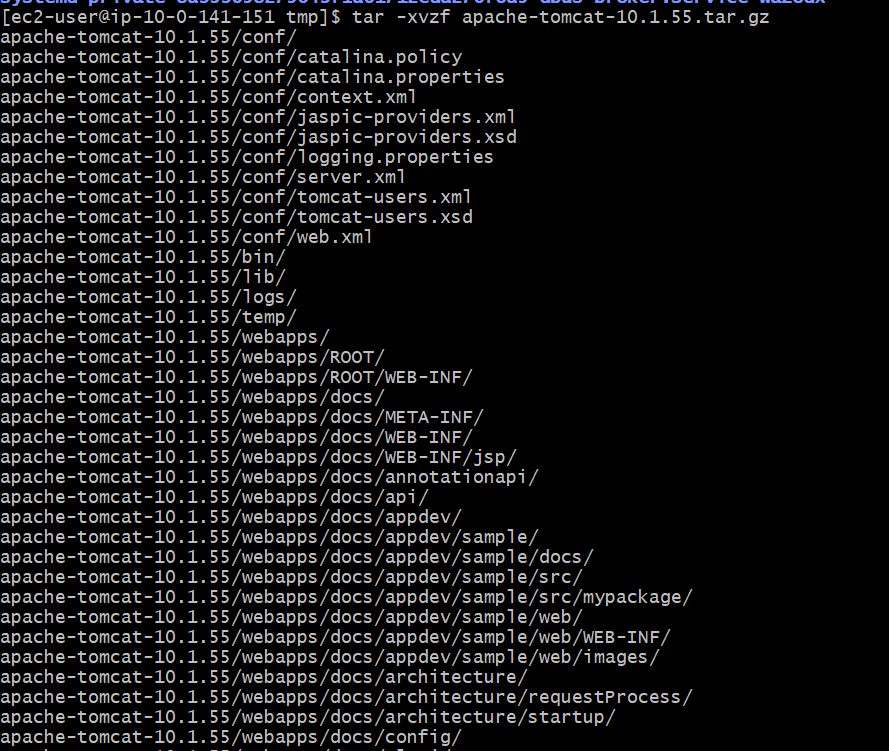 [ec2-user@ip-10-0-141-151 tmp]$ tar -xvzf apache-tomcat-10.1.55.tar.gz
apache-tomcat-10.1.55/conf/
apache-tomcat-10.1.55/conf/catalina.policy
apache-tomcat-10.1.55/conf/catalina.properties
apache-tomcat-10.1.55/conf/context.xml
apache-tomcat-10.1.55/conf/jaspic-providers.xml
apache-tomcat-10.1.55/conf/jaspic-providers.xsd
apache-tomcat-10.1.55/conf/logging.properties
apache-tomcat-10.1.55/conf/server.xml
apache-tomcat-10.1.55/conf/tomcat-users.xml
apache-tomcat-10.1.55/conf/tomcat-users.xsd
apache-tomcat-10.1.55/conf/web.xml
apache-tomcat-10.1.55/bin/
apache-tomcat-10.1.55/lib/
apache-tomcat-10.1.55/logs/
apache-tomcat-10.1.55/temp/
apache-tomcat-10.1.55/webapps/
apache-tomcat-10.1.55/webapps/ROOT/
apache-tomcat-10.1.55/webapps/ROOT/WEB-INF/
apache-tomcat-10.1.55/webapps/docs/
apache-tomcat-10.1.55/webapps/docs/META-INF/
apache-tomcat-10.1.55/webapps/docs/WEB-INF/
apache-tomcat-10.1.55/webapps/docs/WEB-INF/jsp/
apache-tomcat-10.1.55/webapps/docs/annotationapi/
apache-tomcat-10.1.55/webapps/docs/api/
apache-tomcat-10.1.55/webapps/docs/appdev/
apache-tomcat-10.1.55/webapps/docs/appdev/sample/
apache-tomcat-10.1.55/webapps/docs/appdev/sample/docs/
apache-tomcat-10.1.55/webapps/docs/appdev/sample/src/
apache-tomcat-10.1.55/webapps/docs/appdev/sample/src/mypackage/
apache-tomcat-10.1.55/webapps/docs/appdev/sample/web/
apache-tomcat-10.1.55/webapps/docs/appdev/sample/web/WEB-INF/
apache-tomcat-10.1.55/webapps/docs/appdev/sample/web/images/
apache-tomcat-10.1.55/webapps/docs/architecture/
apache-tomcat-10.1.55/webapps/docs/architecture/requestProcess/
apache-tomcat-10.1.55/webapps/docs/architecture/startup/
apache-tomcat-10.1.55/webapps/docs/config/